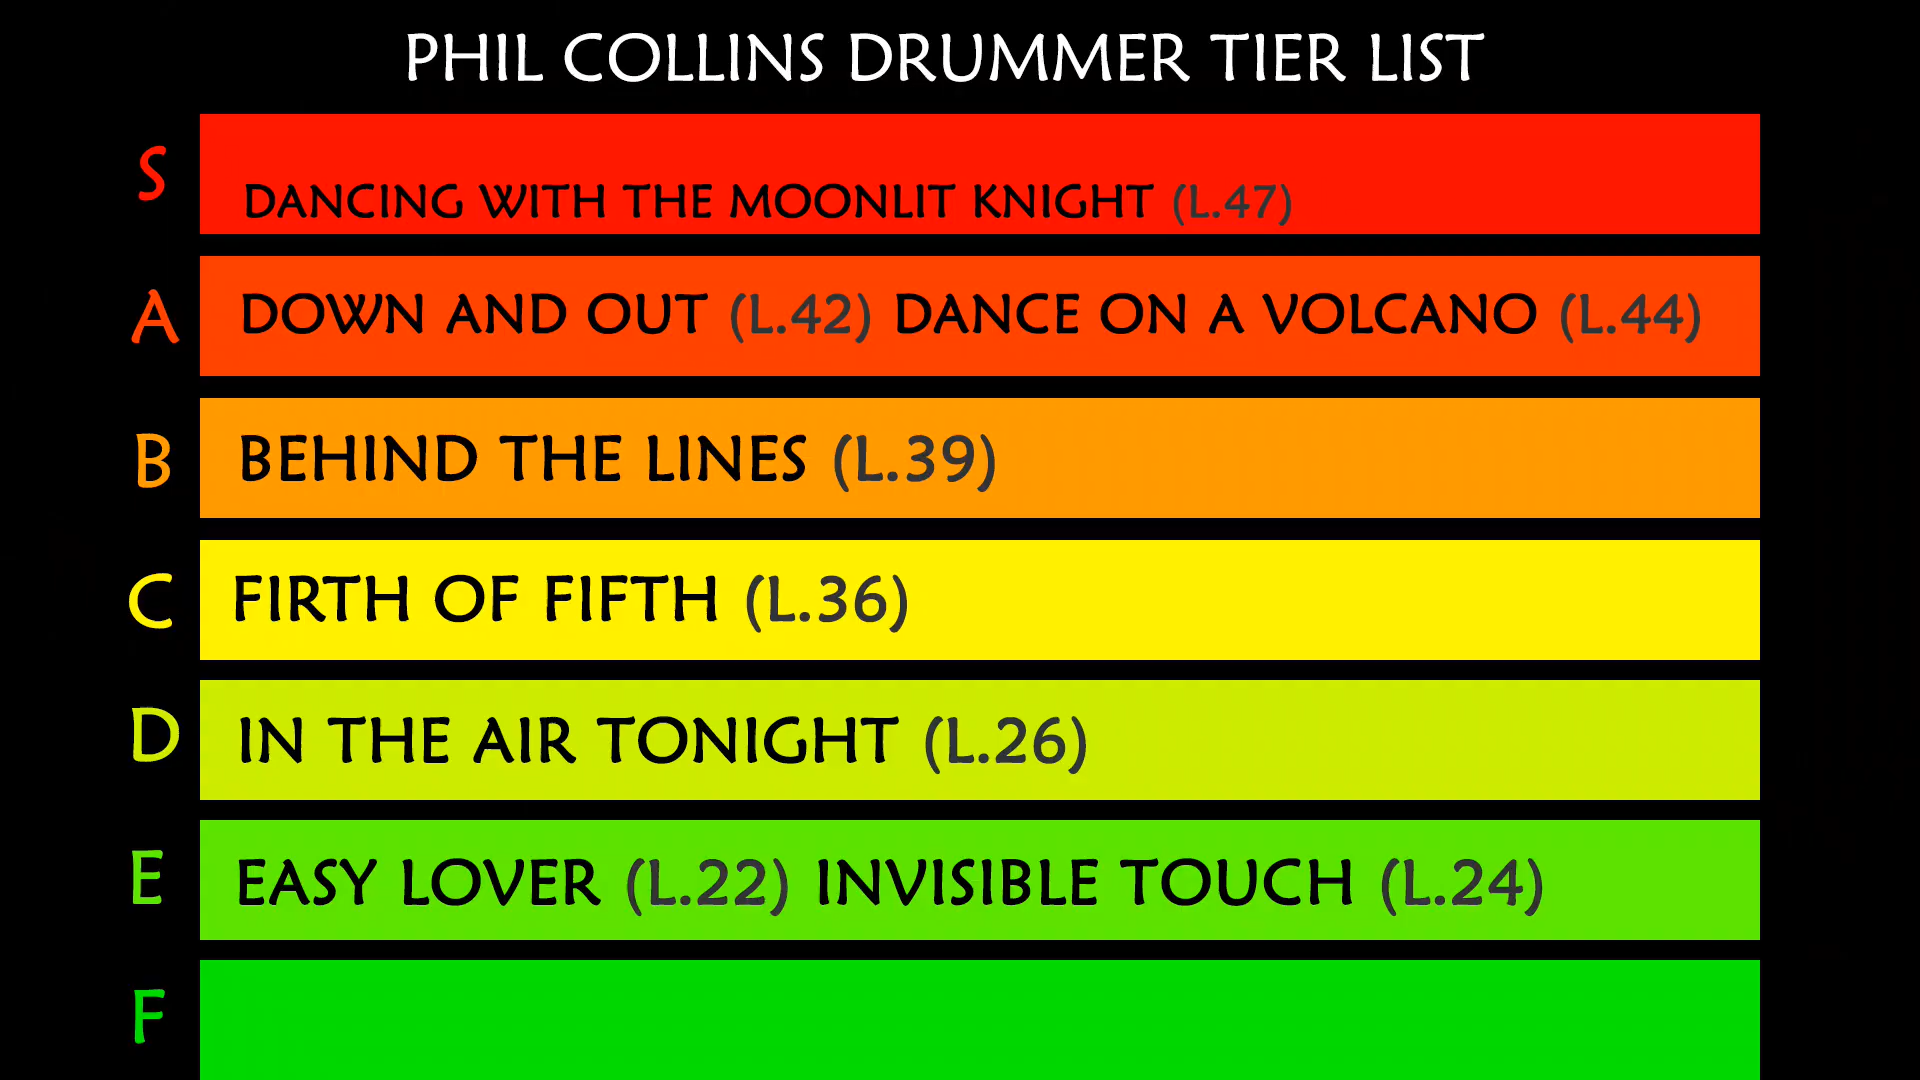 PHIL COLLINS DRUMMER TIER LIST
S
DANCING WITH THE MOONLIT KNIGHT (L.47)
A
DOWN AND OUT (L.42) DANCE ON A VOLCANO (L.44)
B
BEHIND THE LINES (L.39)
C
FIRTH OF FIFTH (L.36)
D
IN THE AIR TONIGHT (L.26)
E
EASY LOVER (L.22) INVISIBLE TOUCH (L.24)
F